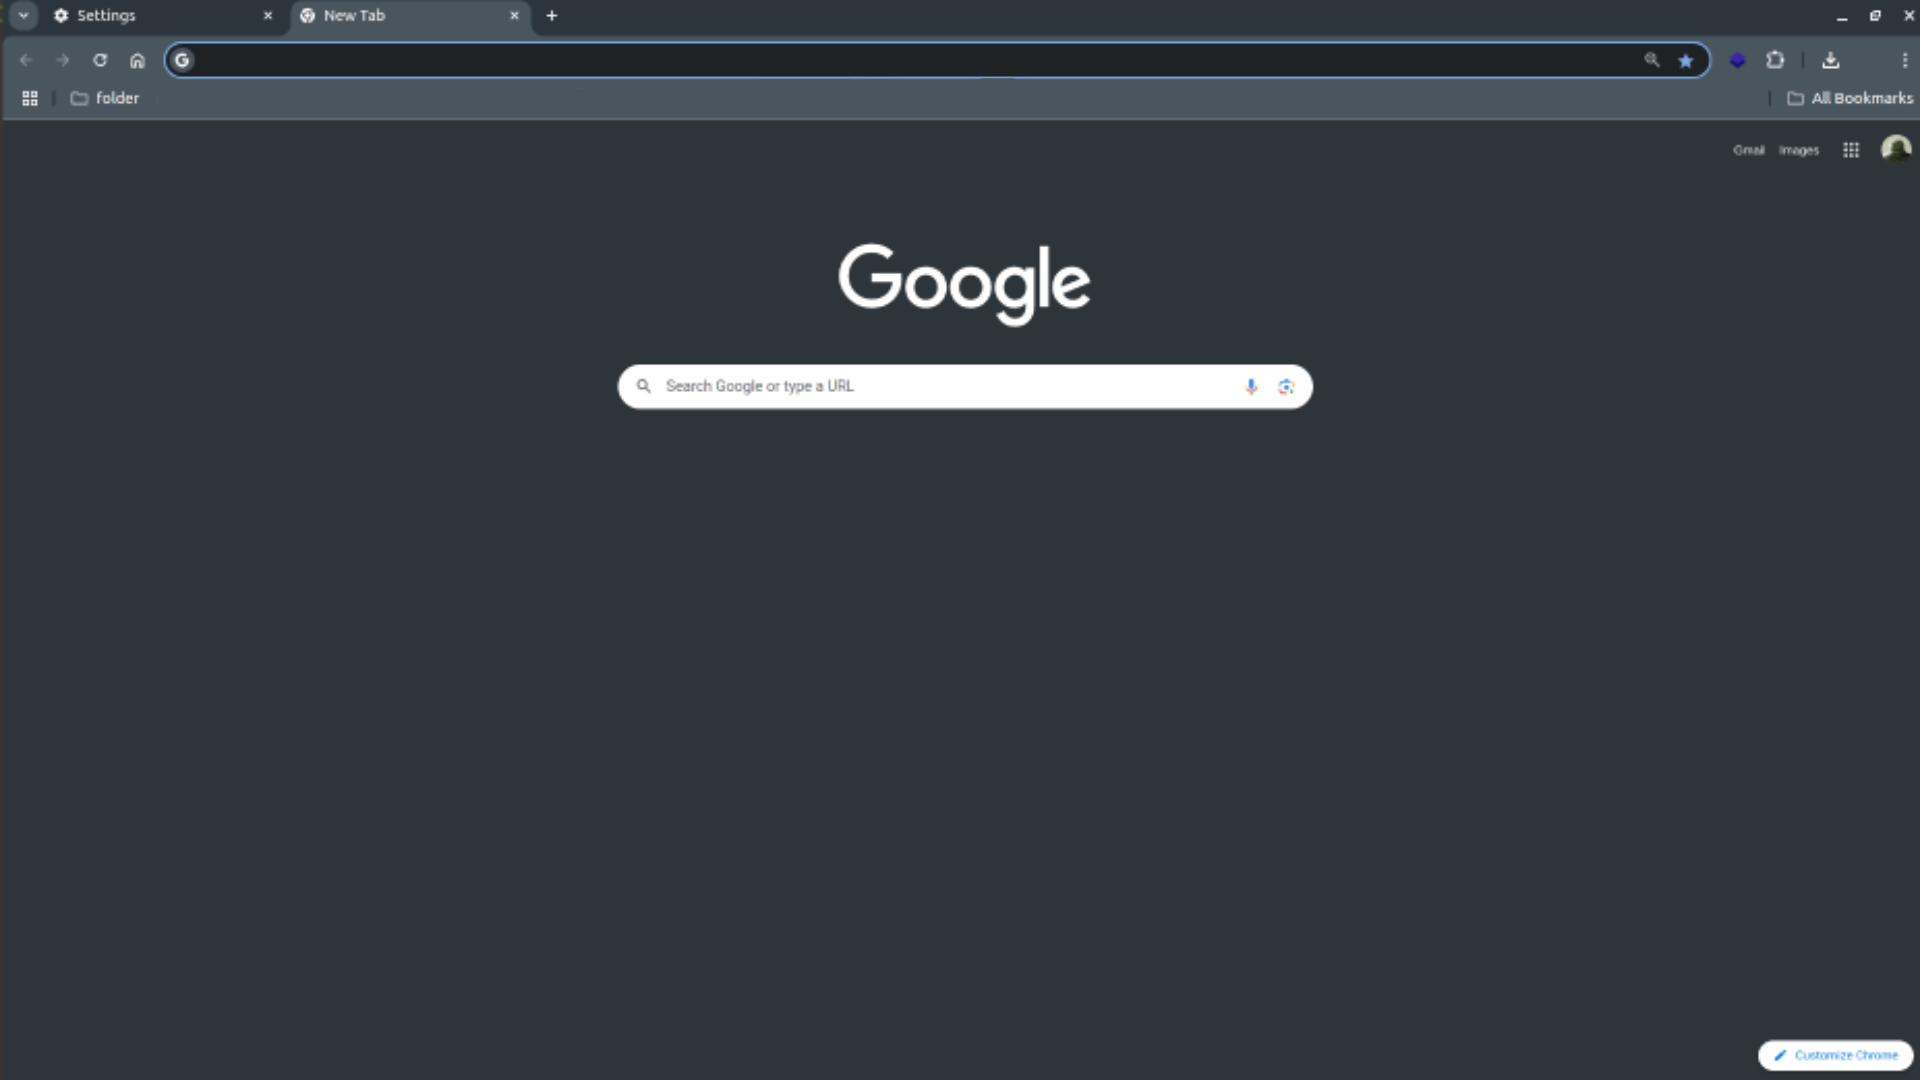 Settings
New Tab
folder
All Bookmarks
Gmail Images
Google
Search Google or type a URL
Customize Chrome